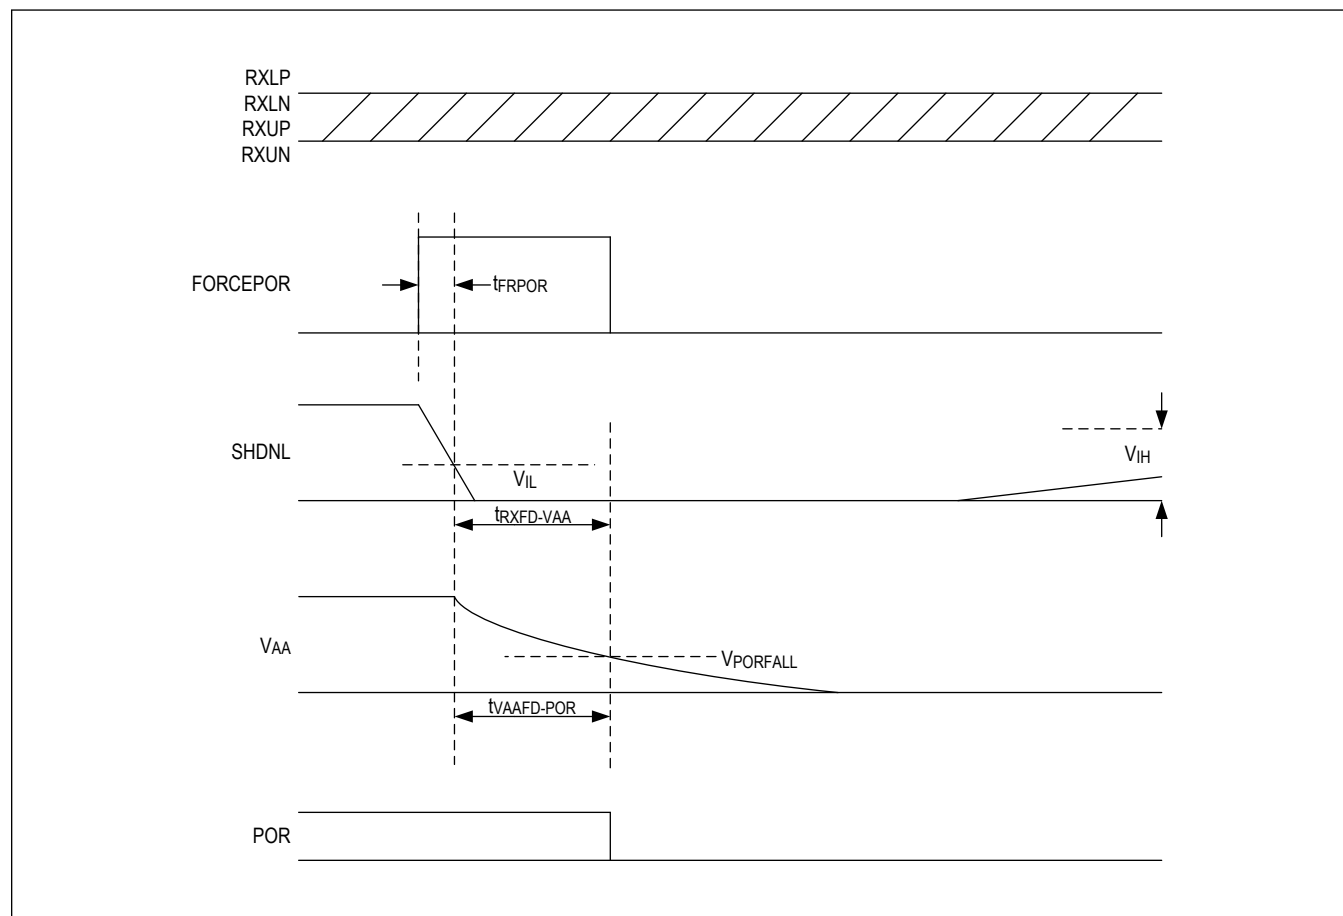 RXLP
RXLN
RXUP
RXUN
FORCEPOR
tFRPOR
SHDNL
VIL
VIH
tRXFD-VAA
VAA
VPORFALL
tVAAFD-POR
POR